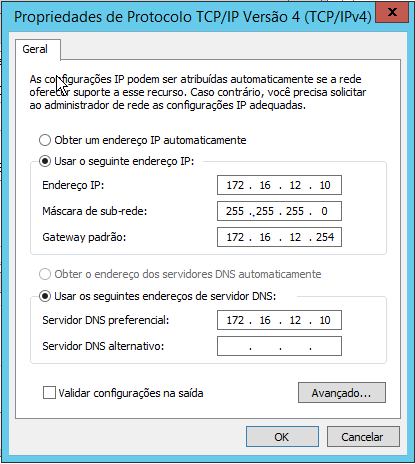 Propriedades de Protocolo TCP/IP Versão 4 (TCP/IPv4)
Geral
As configurações IP podem ser atribuídas automaticamente se a rede
oferecer suporte a esse recurso. Caso contrário, você precisa solicitar
ao administrador de rede as configurações IP adequadas.
Obter um endereço IP automaticamente
Usar o seguinte endereço IP:
Endereço IP: 172 . 16 . 12 . 10
Máscara de sub-rede: 255 . 255 . 255 . 0
Gateway padrão: 172 . 16 . 12 . 254
Obter o endereço dos servidores DNS automaticamente
Usar os seguintes endereços de servidor DNS:
Servidor DNS preferencial: 172 . 16 . 12 . 10
Servidor DNS alternativo: . . .
Validar configurações na saída Avançado...
OK Cancelar